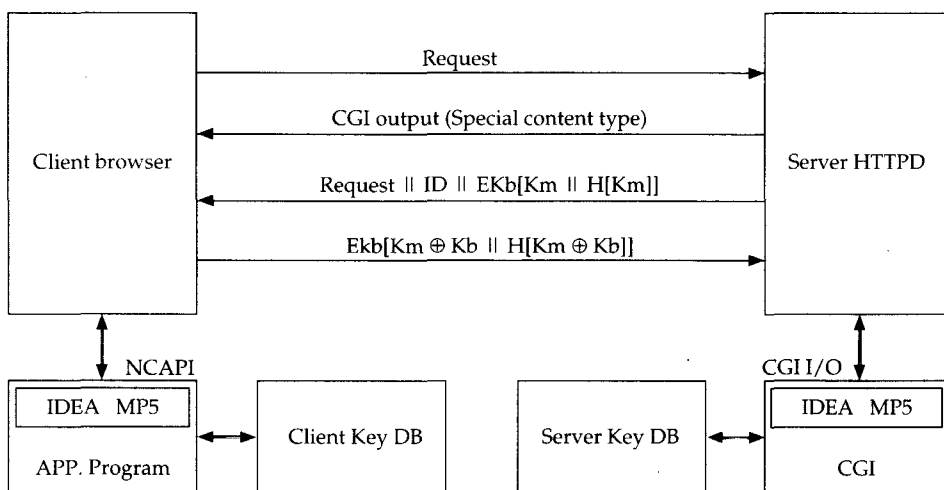 Request
CGI output (Special content type)
Client browser
Server HTTPD
Request || ID || EKb[Km || H[Km]]
Ekb[Km ⊕ Kb || H[Km ⊕ Kb]]
NCAPI
CGI I/O
IDEA MP5
IDEA MP5
Client Key DB
Server Key DB
APP. Program
CGI